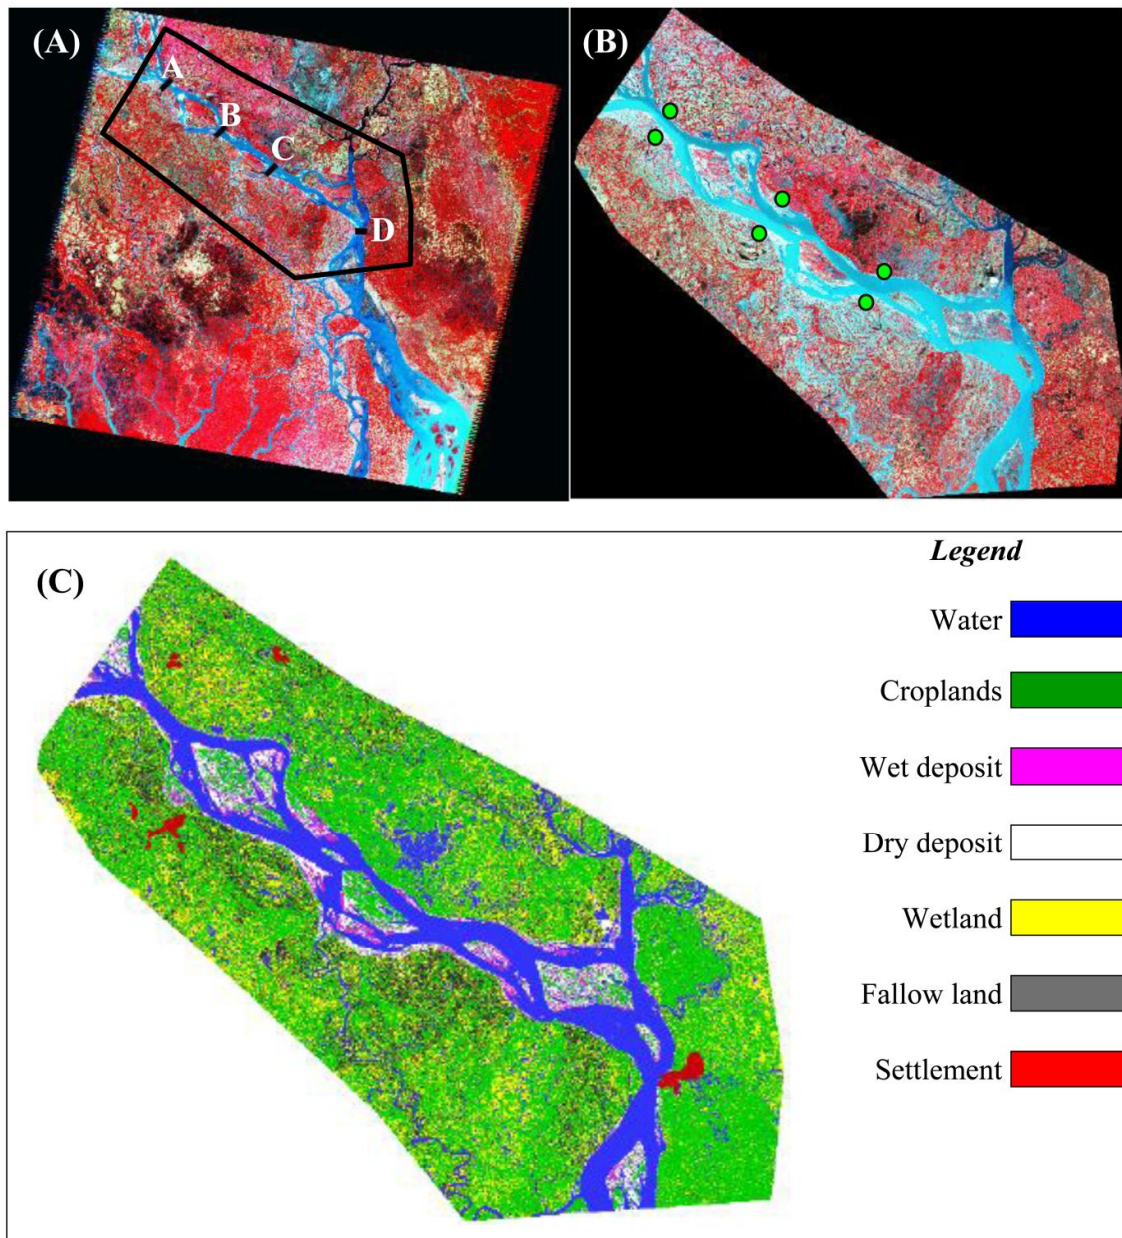 (A)
A
B
C
D
(B)
(C)
Legend
Water
Croplands
Wet deposit
Dry deposit
Wetland
Fallow land
Settlement